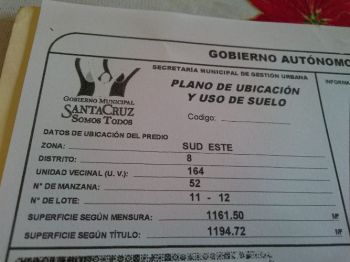 GOBIERNO AUTÓNOMO
SECRETARIA MUNICIPAL DE GESTIÓN URBANA
PLANO DE UBICACIÓN
Y USO DE SUELO
Codigo:
GOBIERNO MUNICIPAL
SANTA CRUZ
SOMOS TODOS
DATOS DE UBICACIÓN DEL PREDIO
ZONA: SUD ESTE
DISTRITO: 8
UNIDAD VECINAL (U. V.): 164
N° DE MANZANA: 52
N° DE LOTE: 11 - 12
SUPERFICIE SEGÚN MENSURA: 1161.50 M²
SUPERFICIE SEGÚN TÍTULO: 1194.72 M²